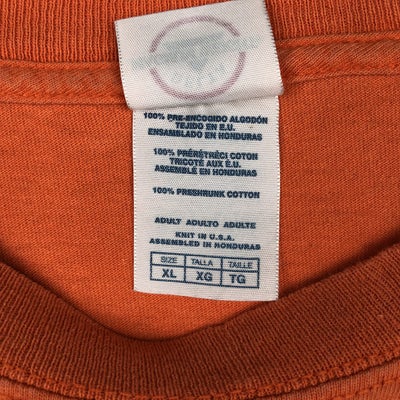 100% PRE-ENCOGIDO ALGODÓN
TEJIDO EN E.U.
ENSAMBLADO EN HONDURAS
100% PRÉRÉTRÉCI COTON
TRICOTÉ AUX É.U.
ASSEMBLÉ EN HONDURAS
100% PRESHRUNK COTTON
ADULT ADULTO ADULTE
KNIT IN U.S.A.
ASSEMBLED IN HONDURAS
SIZE TALLA TAILLE
XL XG TG